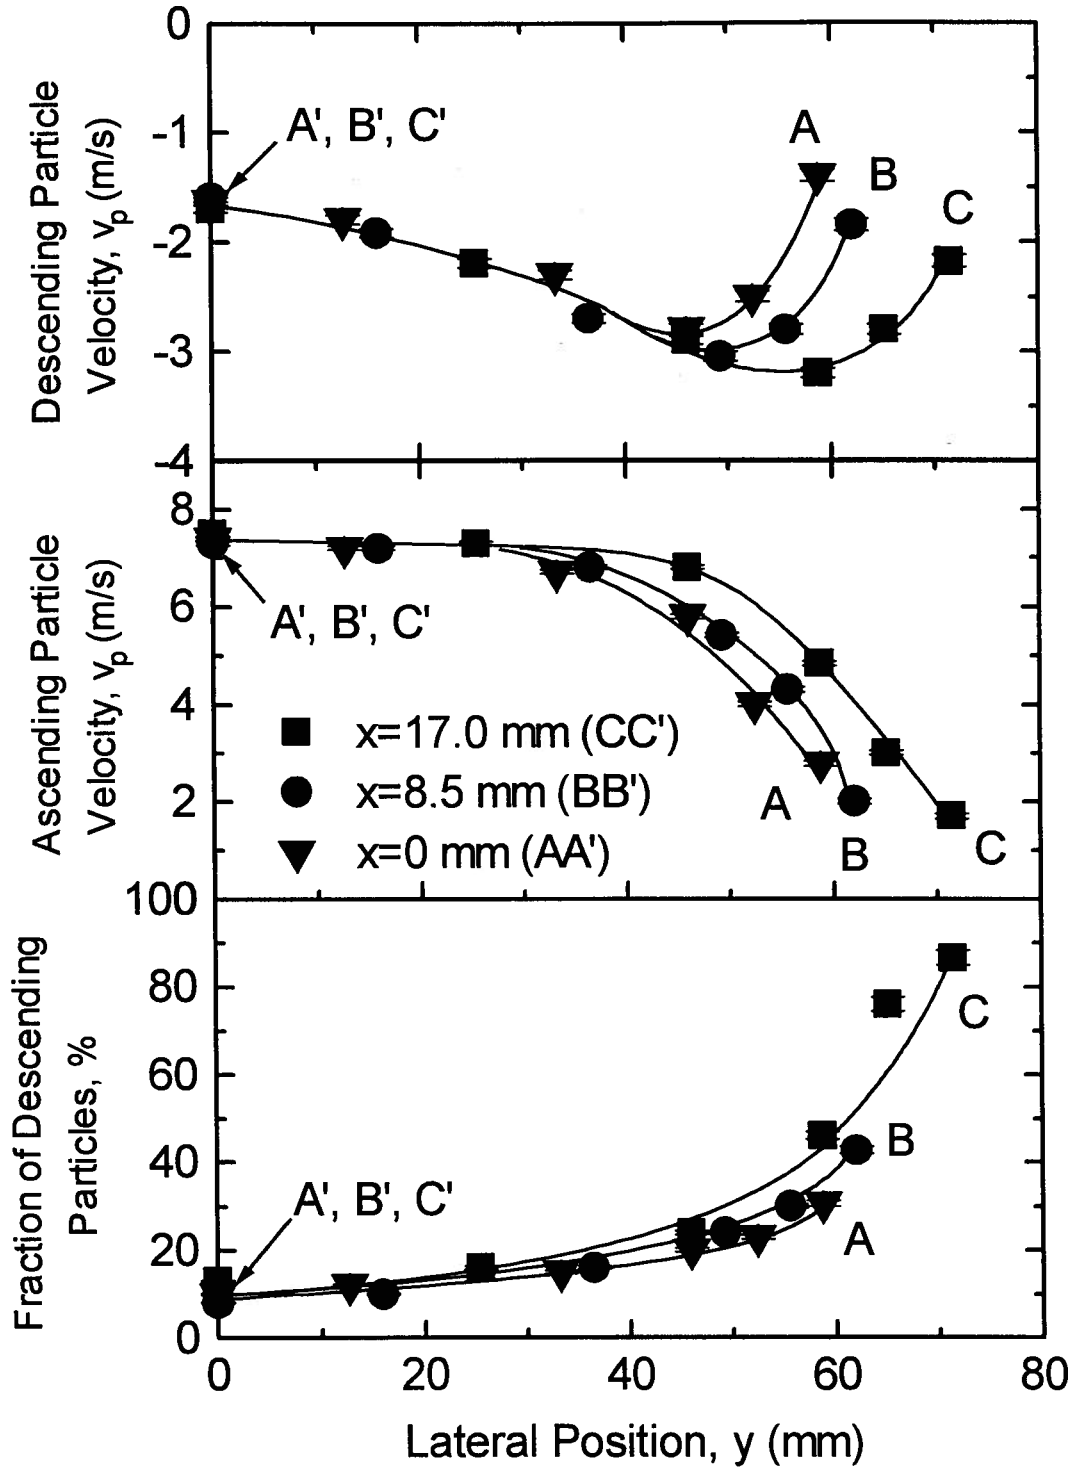 0
-1
-2
-3
-4
Descending Particle
Velocity, vp (m/s)
A', B', C'
A
B
C
8
6
4
2
Ascending Particle
Velocity, vp (m/s)
A', B', C'
x=17.0 mm (CC')
x=8.5 mm (BB')
x=0 mm (AA')
A
B
C
100
80
60
40
20
0
Fraction of Descending
Particles, %
A', B', C'
C
B
A
0 20 40 60 80
Lateral Position, y (mm)